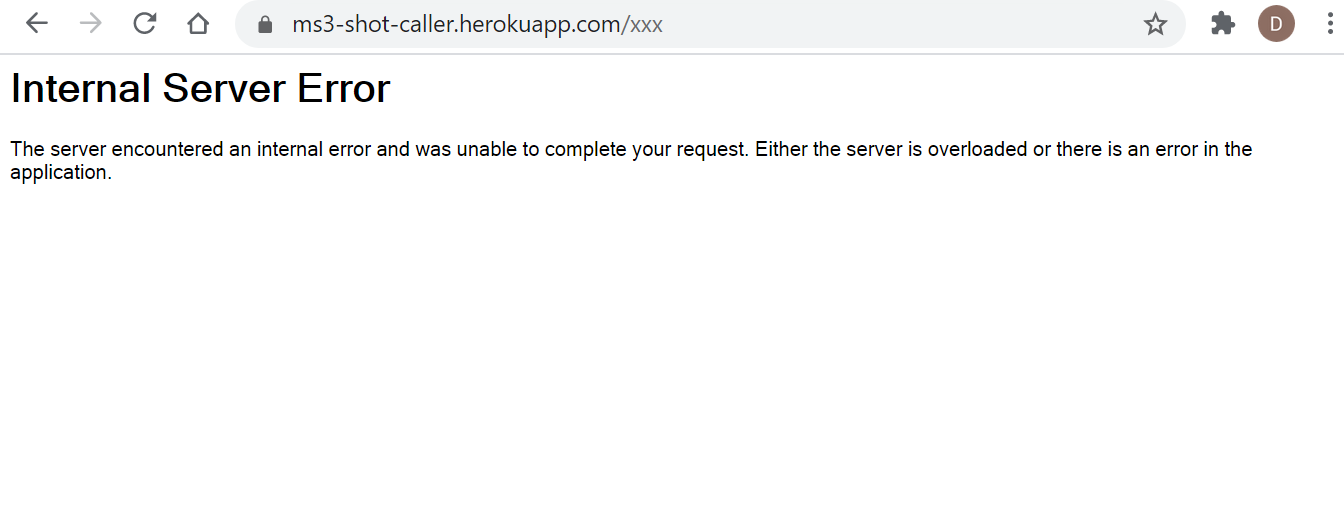 ms3-shot-caller.herokuapp.com/xxx
D
Internal Server Error
The server encountered an internal error and was unable to complete your request. Either the server is overloaded or there is an error in the
application.